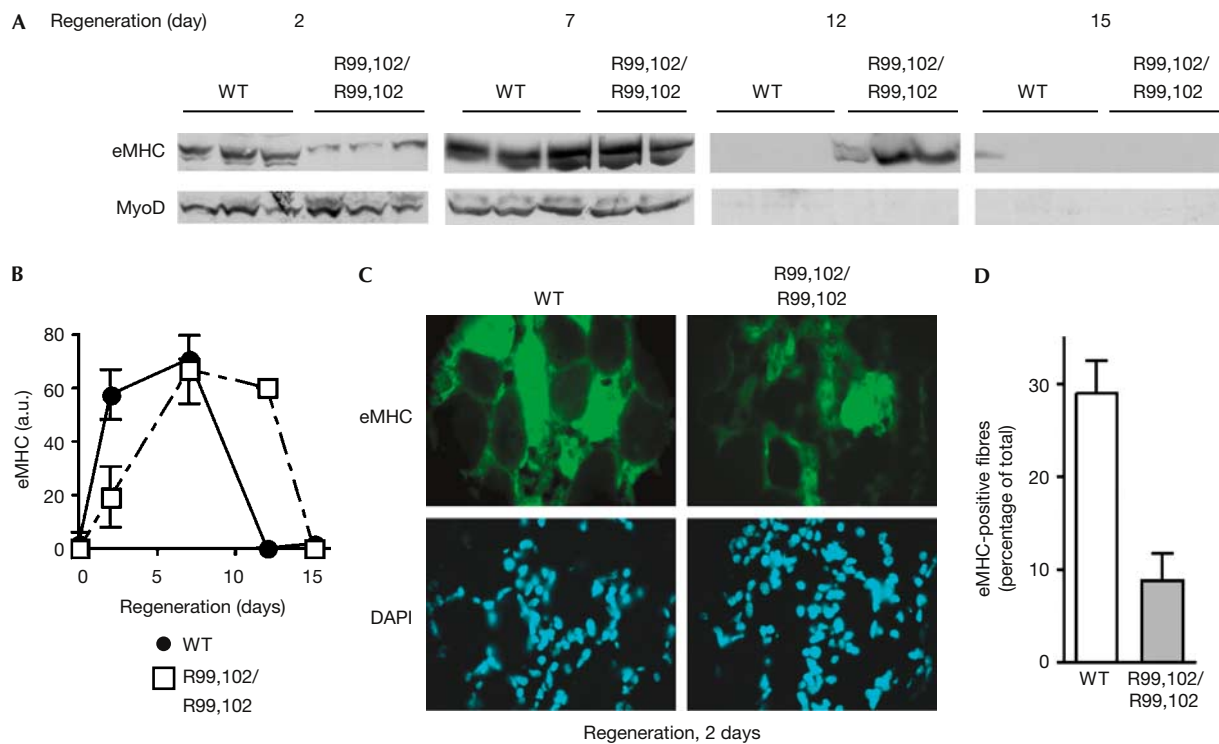 A
Regeneration (day) 2 7 12 15
R99,102/ R99,102/ R99,102/ R99,102/
WT R99,102 WT R99,102 WT R99,102 WT R99,102
eMHC
MyoD
B
80
60
40
20
0
eMHC (a.u.)
0 5 10 15
Regeneration (days)
WT
R99,102/
R99,102
C
R99,102/
WT R99,102
eMHC
DAPI
Regeneration, 2 days
D
eMHC-positive fibres
(percentage of total)
30
20
10
0
WT R99,102/
R99,102